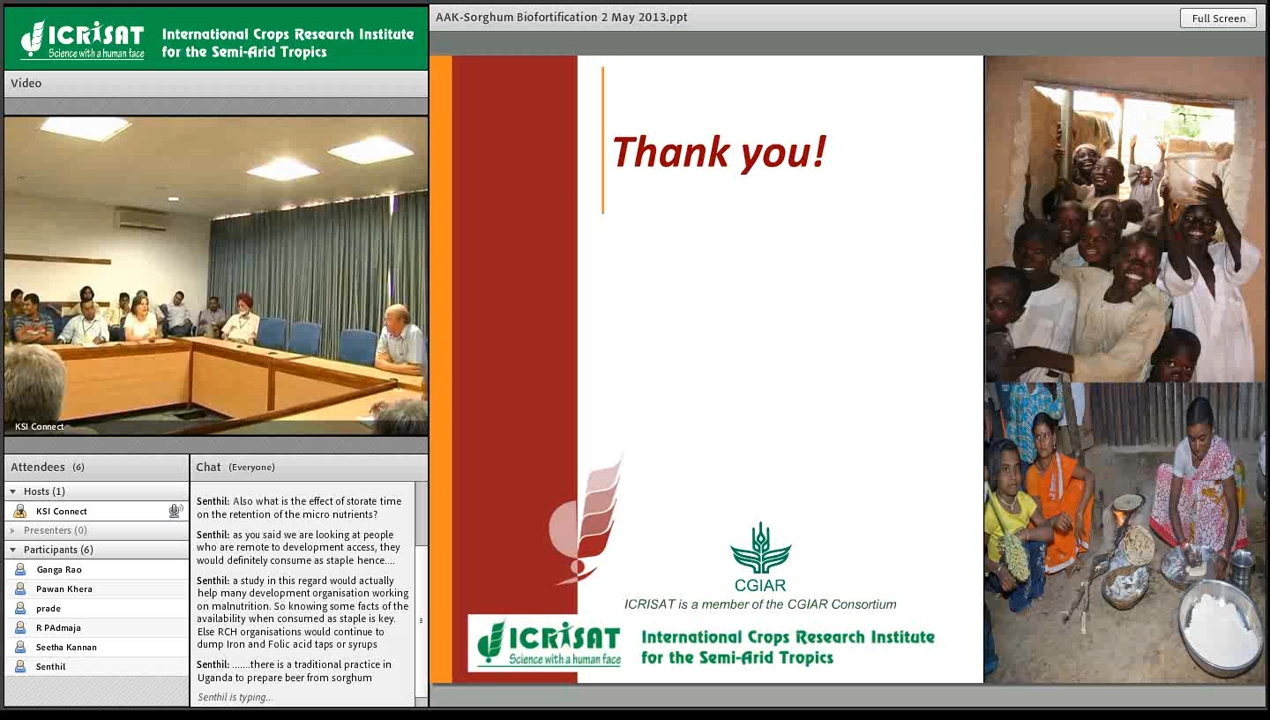 ICRISAT
Science with a human face
International Crops Research Institute
for the Semi-Arid Tropics
AAK-Sorghum Biofortification 2 May 2013.ppt
Full Screen
Video
KSI Connect
Thank you!
CGIAR
ICRISAT is a member of the CGIAR Consortium
ICRISAT
Science with a human face
International Crops Research Institute
for the Semi-Arid Tropics
Attendees (6)
Hosts (1)
KSI Connect
Presenters (0)
Participants (6)
Ganga Rao
Pawan Khera
prade
R PAdmaja
Seetha Kannan
Senthil
Chat (Everyone)
Senthil: Also what is the effect of storate time
on the retention of the micro nutrients?
Senthil: as you said we are looking at people
who are remote to development access, they
would definitely consume as staple hence....
Senthil: a study in this regard would actually
help many development organisation working
on malnutrition. So knowing some facts of the
availability when consumed as staple is key.
Else RCH organisations would continue to
dump Iron and Folic acid taps or syrups
Senthil: .......there is a traditional practice in
Uganda to prepare beer from sorghum
Senthil is typing...